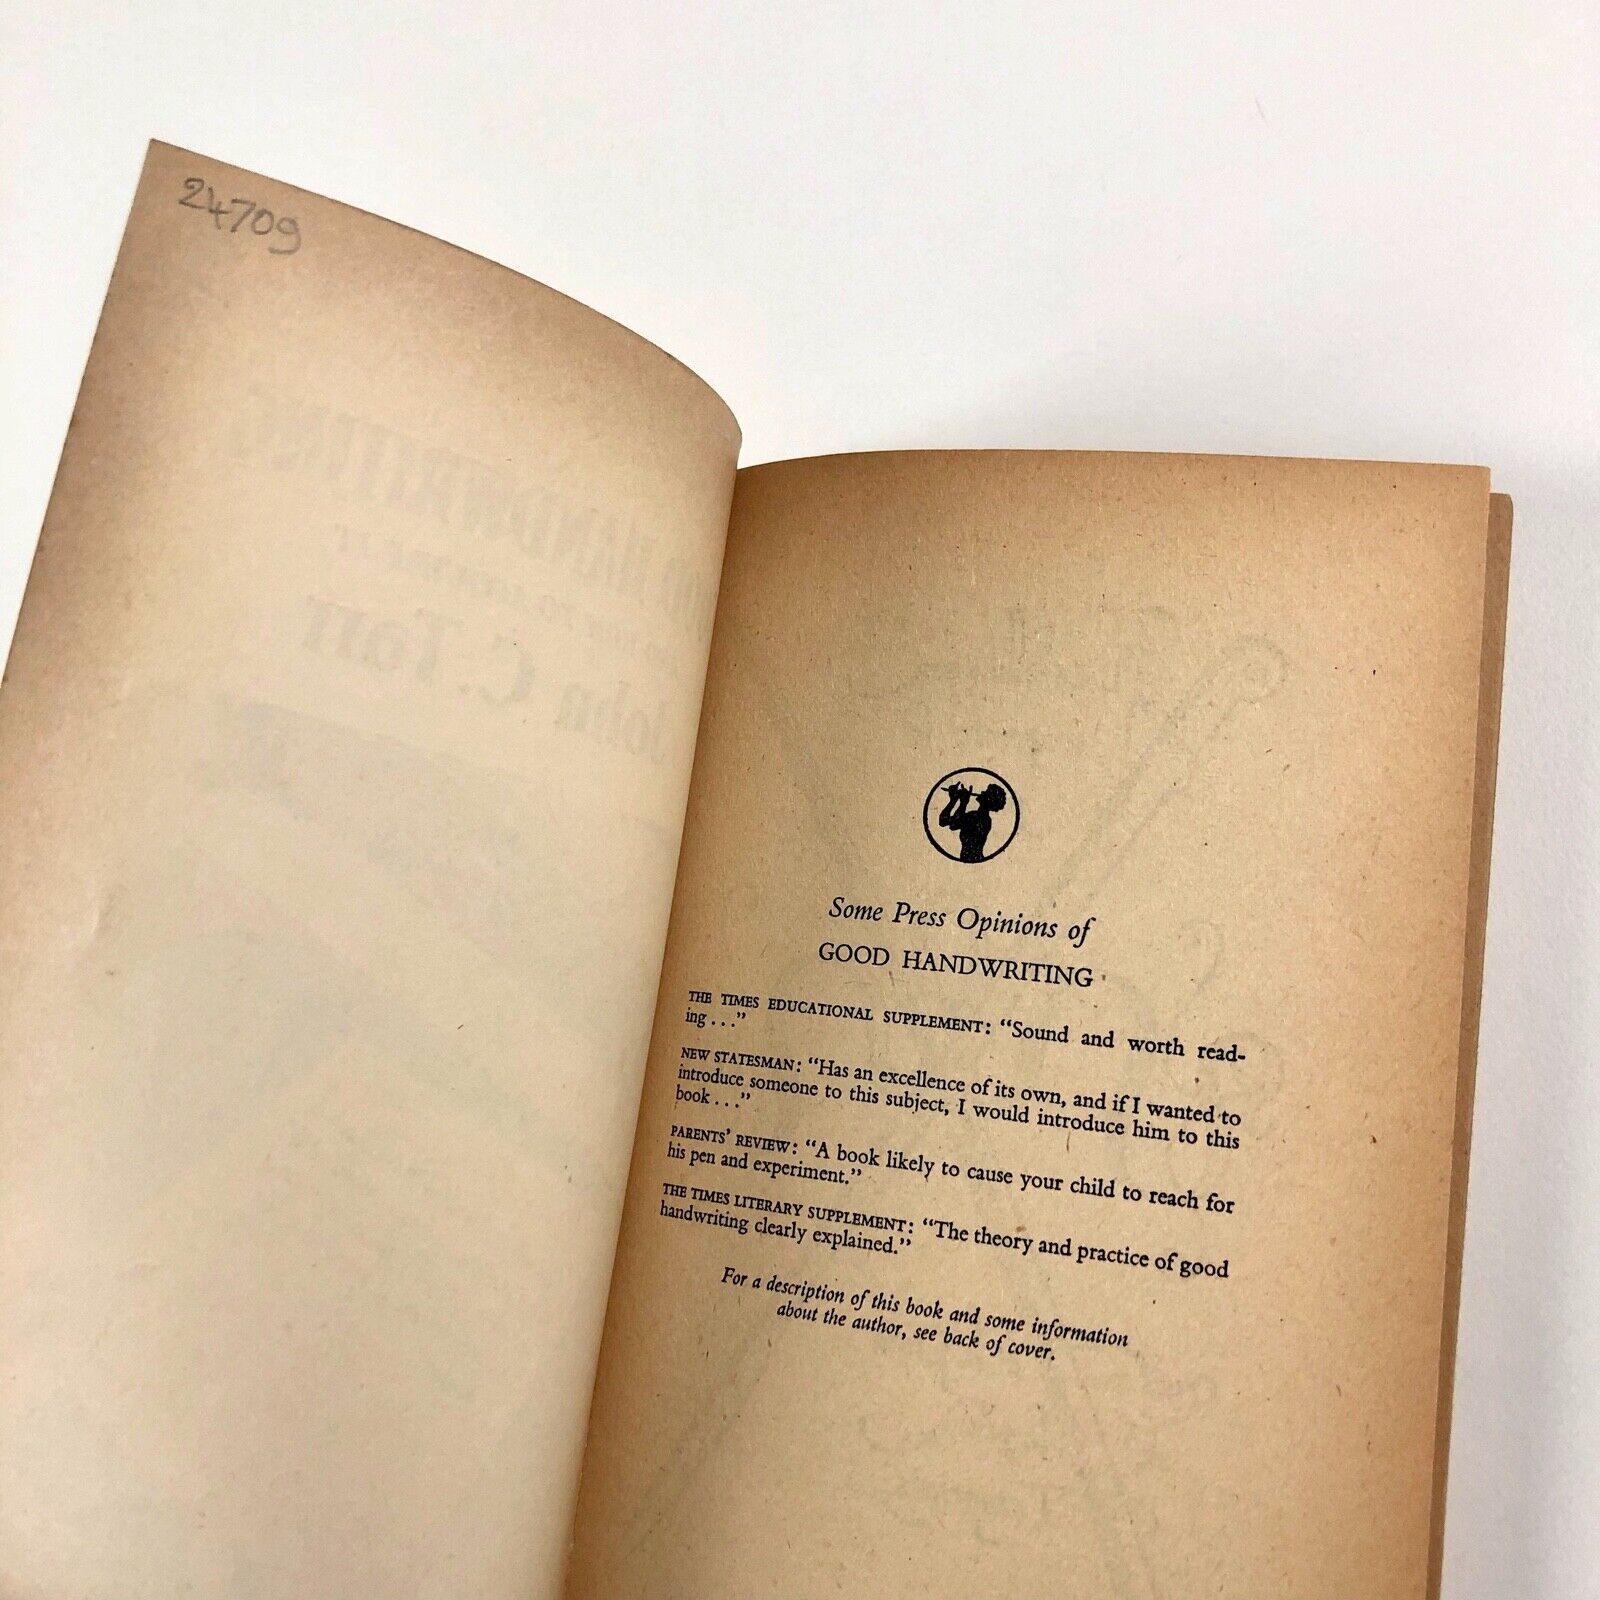 24709
Some Press Opinions of
GOOD HANDWRITING
THE TIMES EDUCATIONAL SUPPLEMENT: “Sound and worth read-
ing . . .”
NEW STATESMAN: “Has an excellence of its own, and if I wanted to
introduce someone to this subject, I would introduce him to this
book . . .”
PARENTS’ REVIEW: “A book likely to cause your child to reach for
his pen and experiment.”
THE TIMES LITERARY SUPPLEMENT: “The theory and practice of good
handwriting clearly explained.”
For a description of this book and some information
about the author, see back of cover.